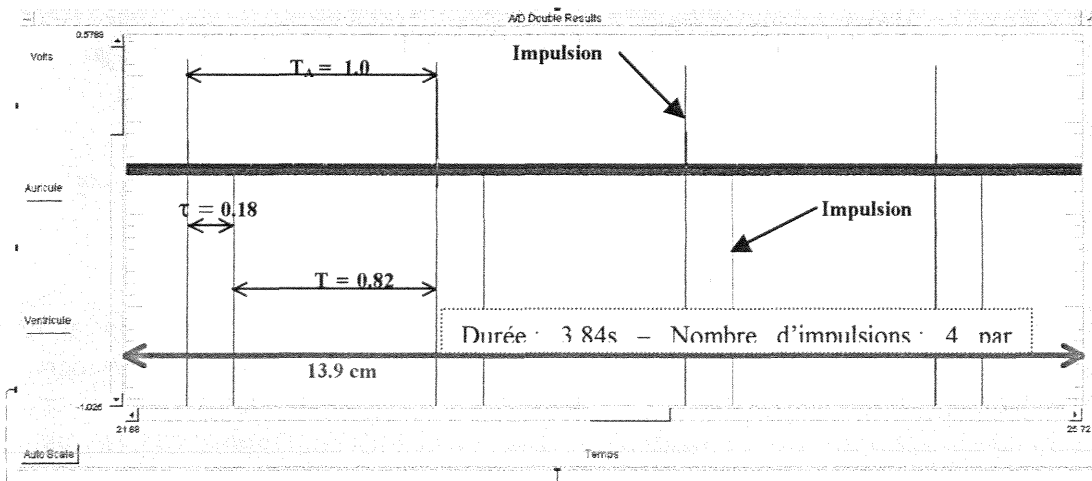 A/D Double Results
0.5788
Volts
Impulsion
T_A = 1.0
Auricule
τ = 0.18
Impulsion
T = 0.82
Ventricule
Durée : 3.84s – Nombre d'impulsions : 4 par
13.9 cm
-1.026
21.88
25.72
Auto Scale
Temps